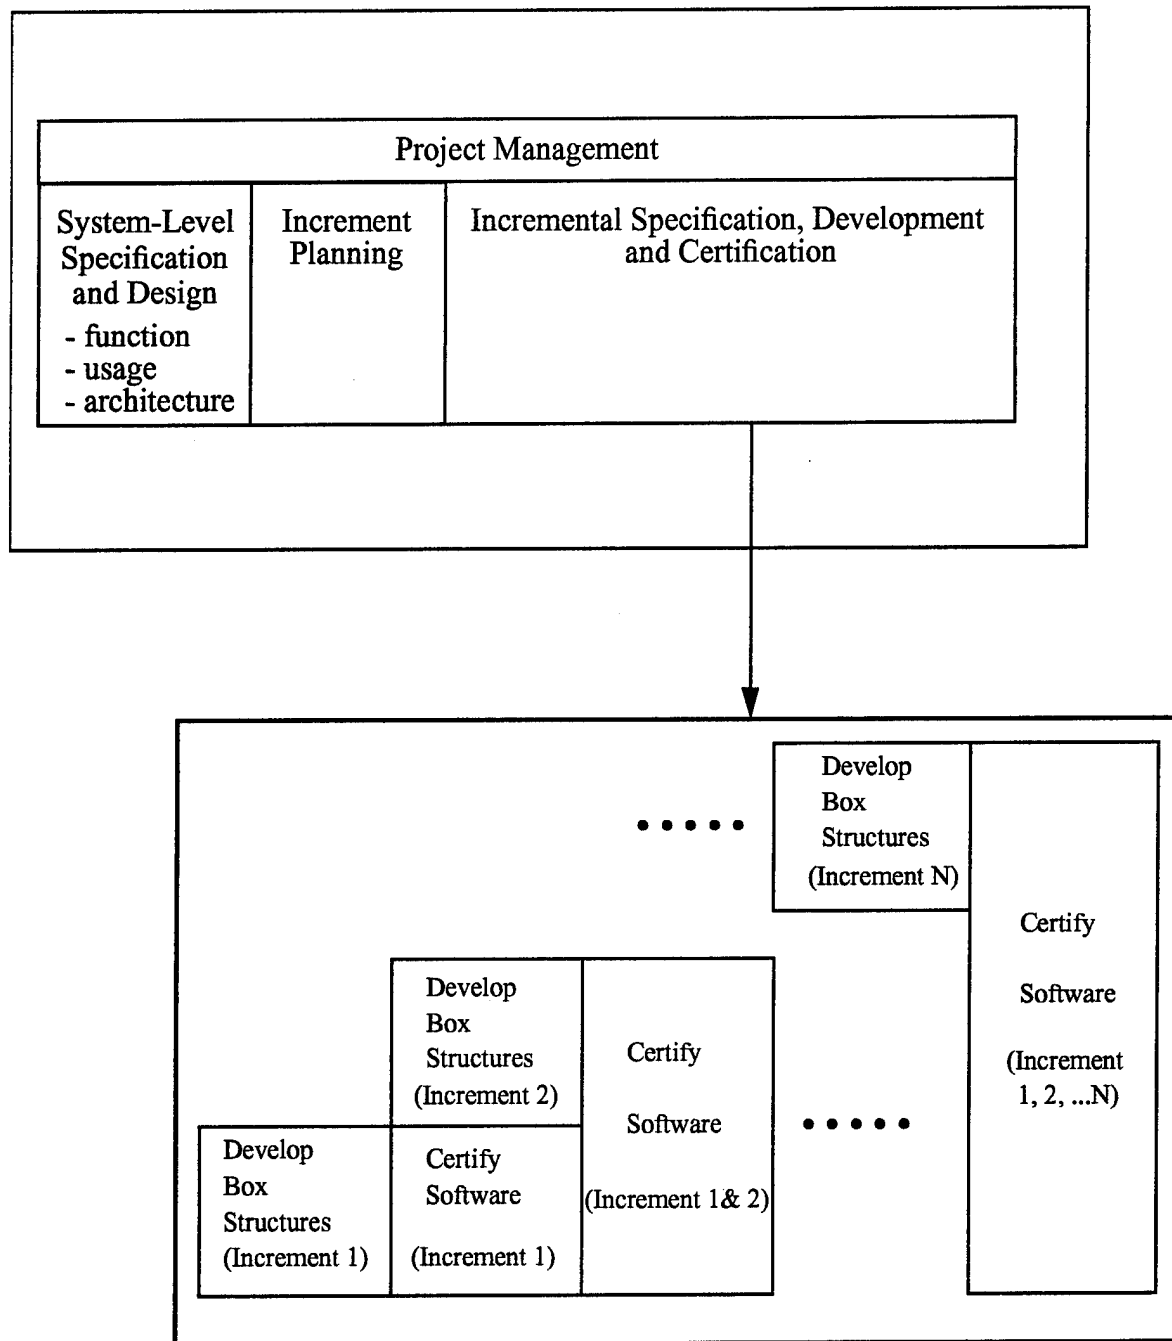 Project Management
System-Level
Specification
and Design
- function
- usage
- architecture
Increment
Planning
Incremental Specification, Development
and Certification
Develop
Box
Structures
(Increment N)
Certify
Software
(Increment
1, 2, ...N)
Develop
Box
Structures
(Increment 2)
Certify
Software
(Increment 1& 2)
Develop
Box
Structures
(Increment 1)
Certify
Software
(Increment 1)